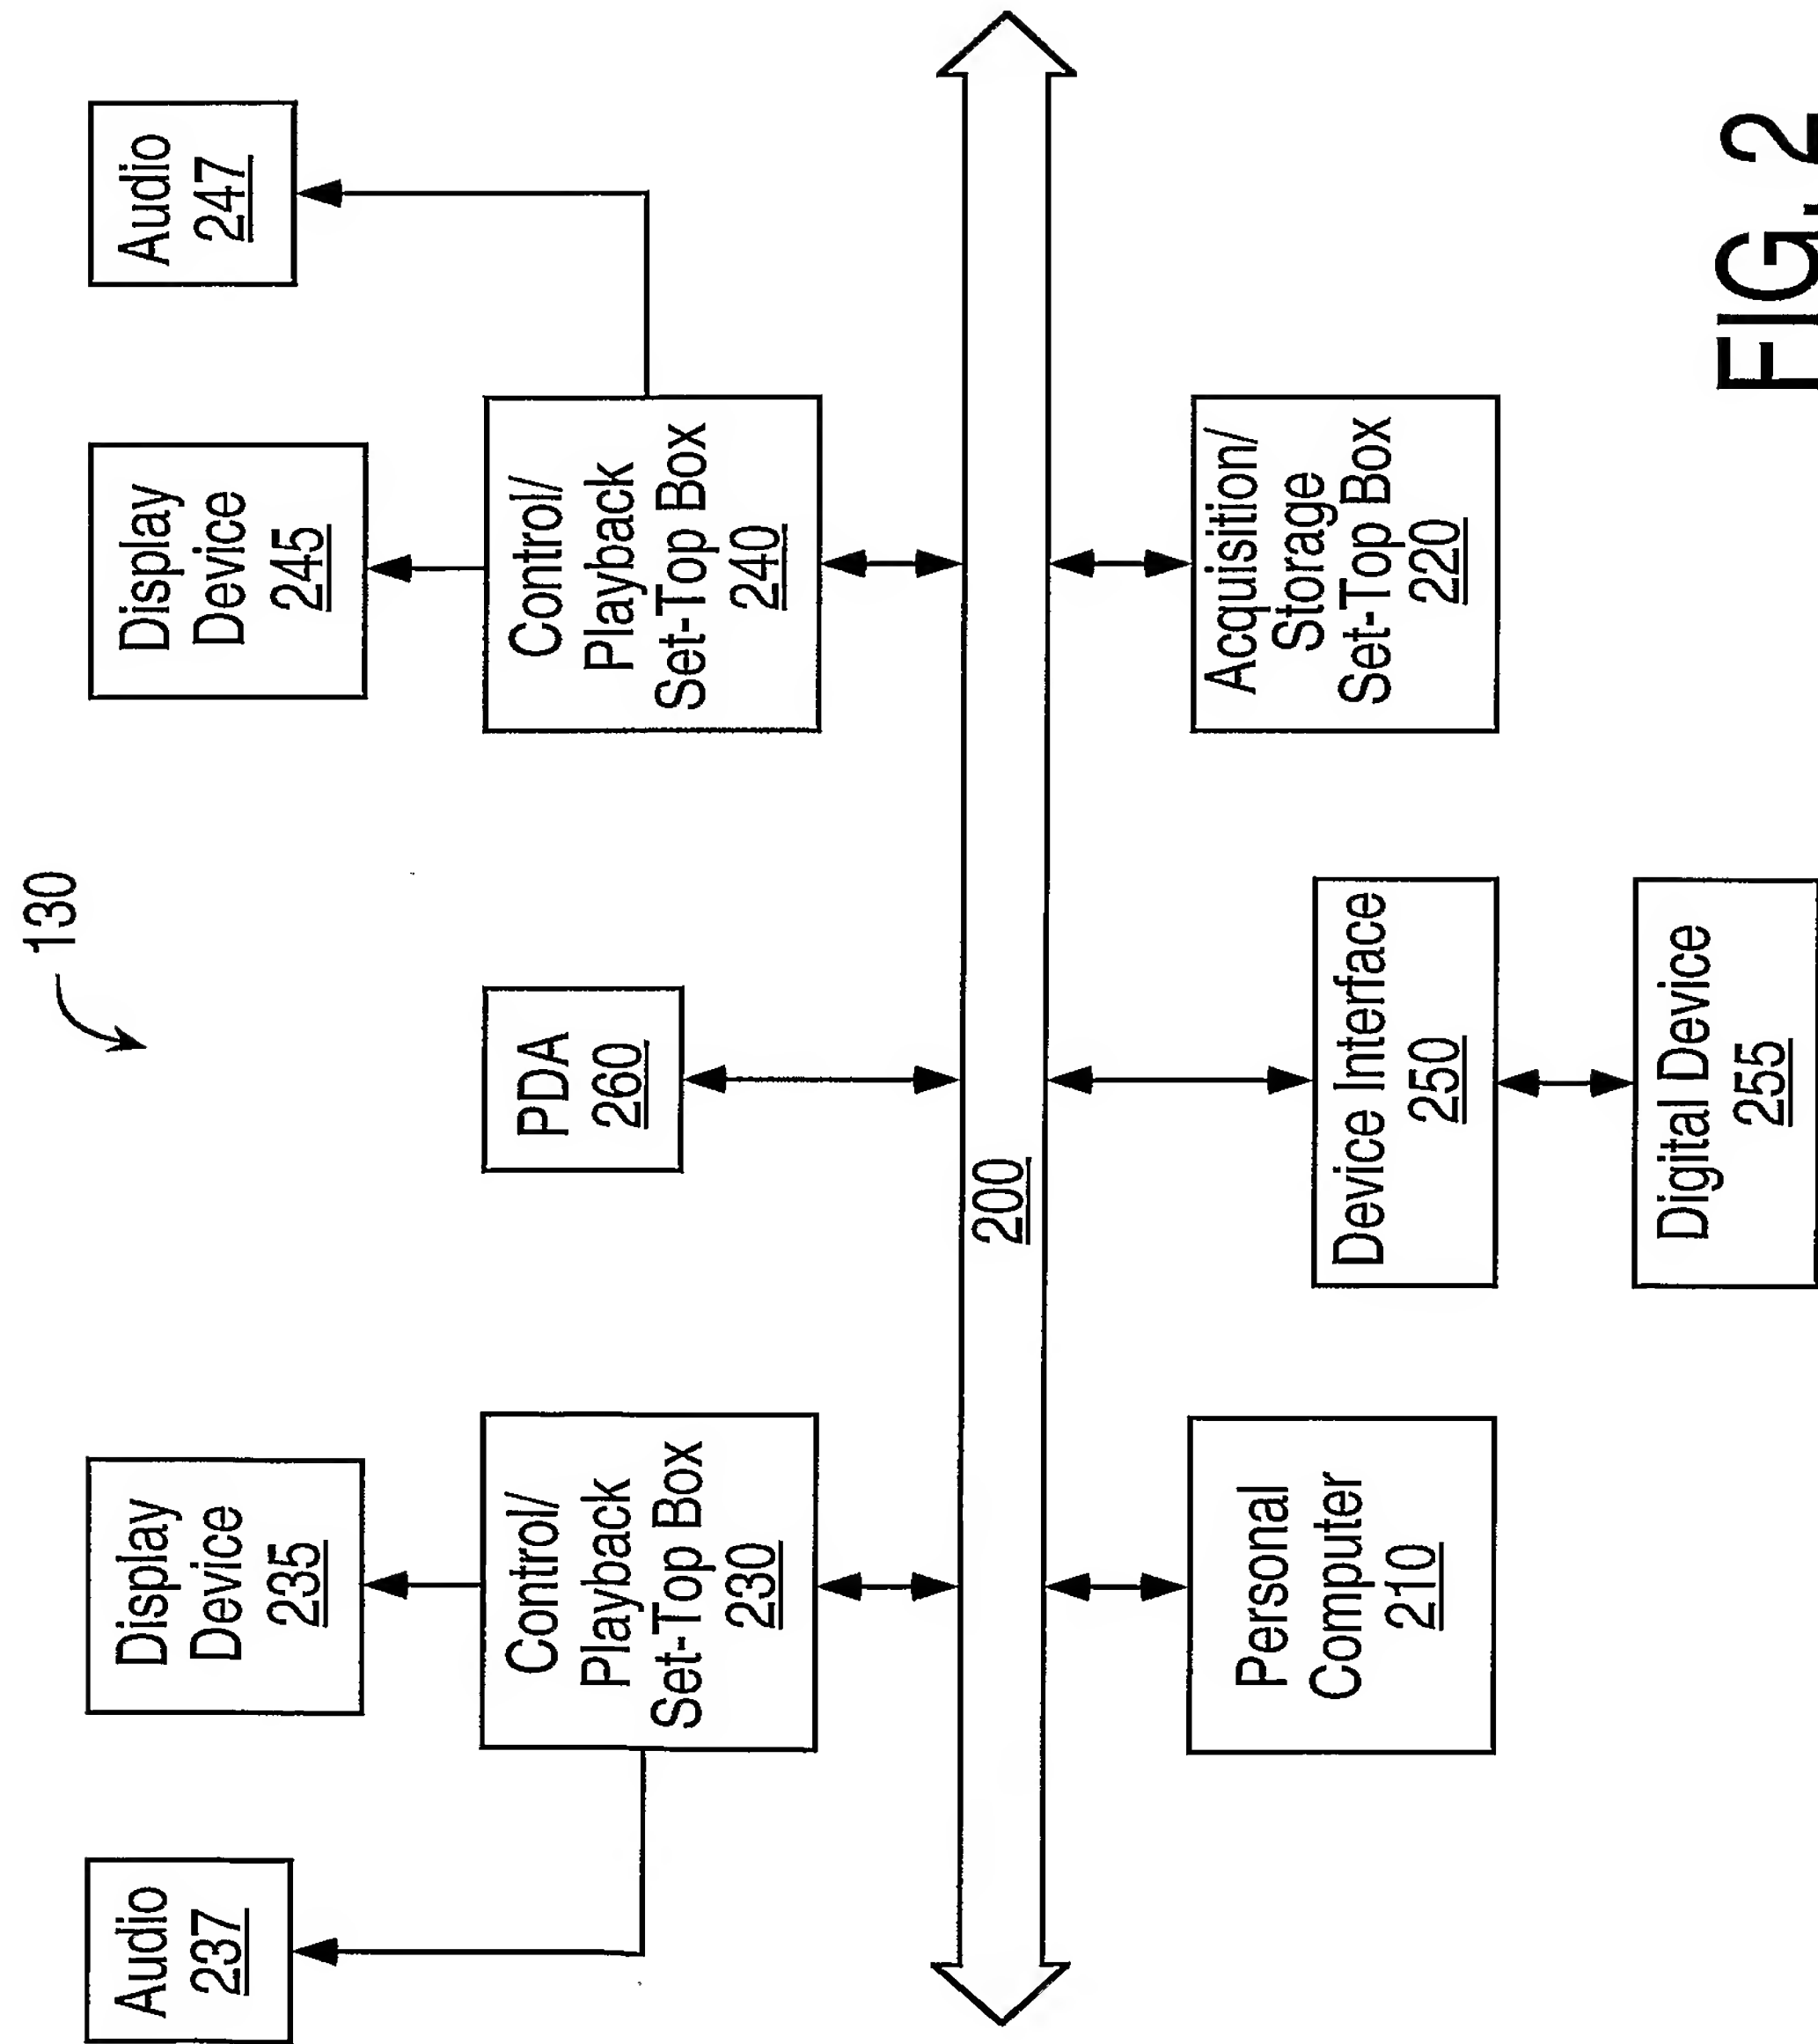 130
Audio
237
Display
Device
235
Display
Device
245
Audio
247
Control/
Playback
Set-Top Box
230
PDA
260
Control/
Playback
Set-Top Box
240
200
Personal
Computer
210
Device Interface
250
Acquisition/
Storage
Set-Top Box
220
Digital Device
255
FIG. 2